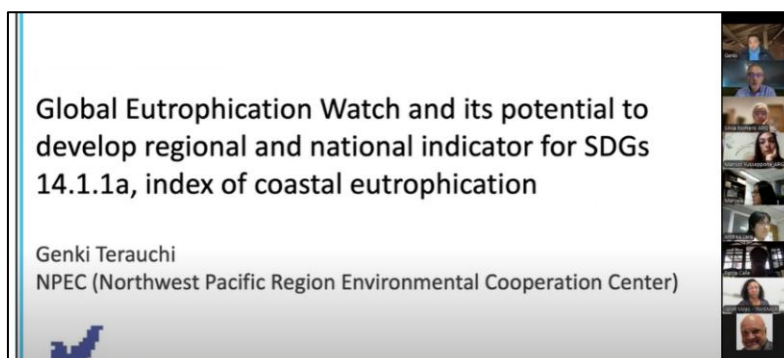 Global Eutrophication Watch and its potential to
develop regional and national indicator for SDGs
14.1.1a, index of coastal eutrophication
Genki Terauchi
NPEC (Northwest Pacific Region Environmental Cooperation Center)
Genki